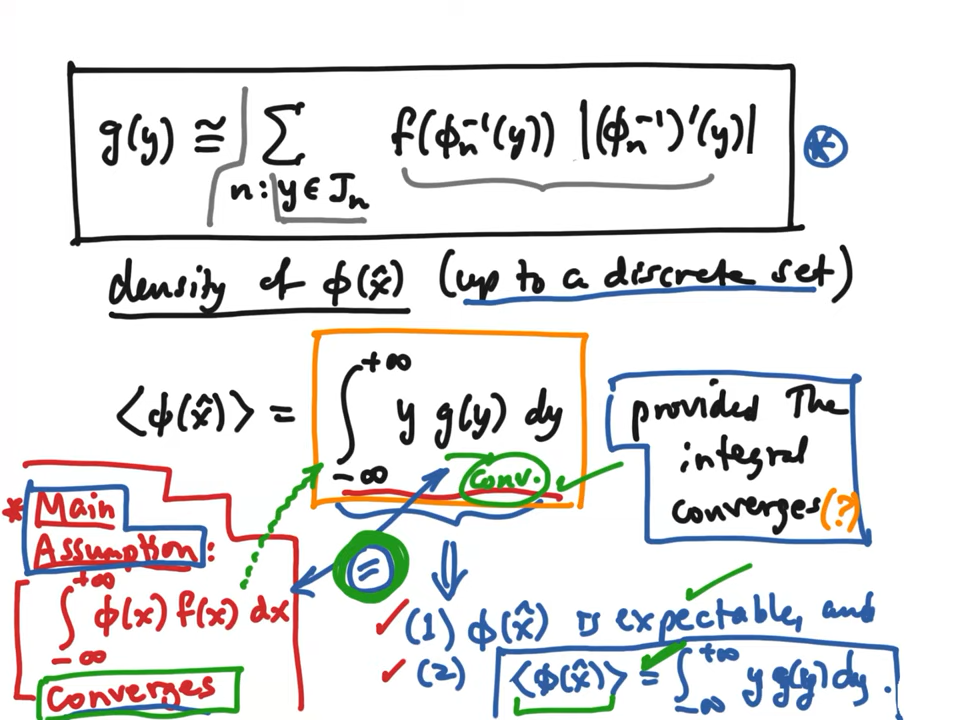 g(y) ≅ ∑ f(ϕₙ⁻¹(y)) |(ϕₙ⁻¹)′(y)| *
n : y ∈ Jₙ
density of ϕ(x̂) (up to a discrete set)
⟨ϕ(x̂)⟩ = ∫_{-∞}^{+∞} y g(y) dy
conv.
provided The
integral
converges(?)
* Main
Assumption:
∫_{-∞}^{+∞} ϕ(x) f(x) dx
Converges
=
⇓
(1) ϕ(x̂) is expectable, and
(2) ⟨ϕ(x̂)⟩ = ∫_{-∞}^{+∞} y g(y) dy.